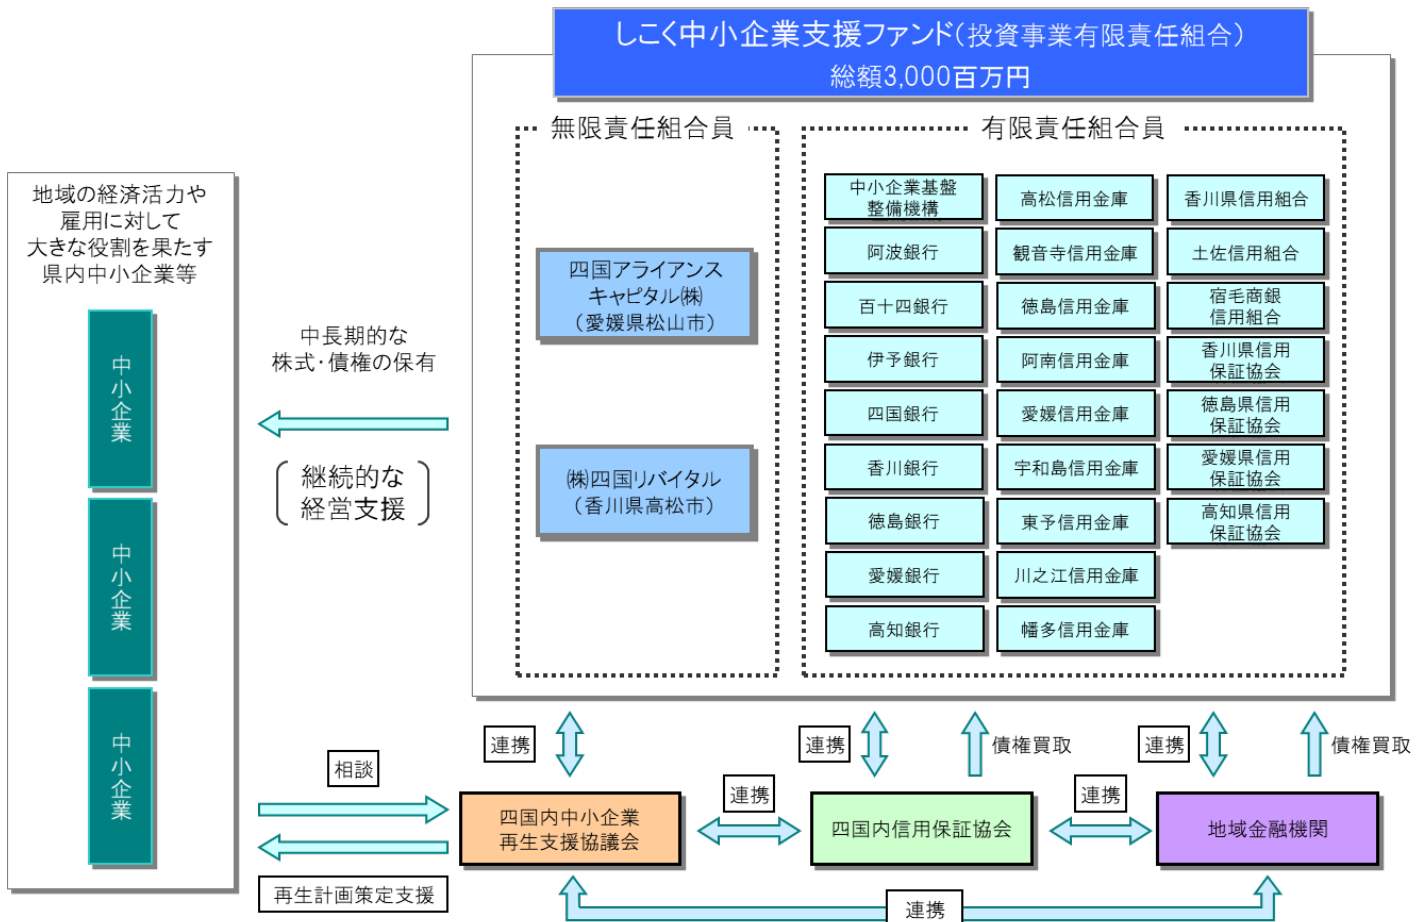 しこく中小企業支援ファンド（投資事業有限責任組合）
総額3,000百万円
無限責任組合員
四国アライアンス
キャピタル㈱
（愛媛県松山市）
㈱四国リバイタル
（香川県高松市）
有限責任組合員
中小企業基盤
整備機構
阿波銀行
百十四銀行
伊予銀行
四国銀行
香川銀行
徳島銀行
愛媛銀行
高知銀行
高松信用金庫
観音寺信用金庫
徳島信用金庫
阿南信用金庫
愛媛信用金庫
宇和島信用金庫
東予信用金庫
川之江信用金庫
幡多信用金庫
香川県信用組合
土佐信用組合
宿毛商銀
信用組合
香川県信用
保証協会
徳島県信用
保証協会
愛媛県信用
保証協会
高知県信用
保証協会
地域の経済活力や
雇用に対して
大きな役割を果たす
県内中小企業等
中小企業
中小企業
中小企業
中長期的な
株式・債権の保有
継続的な
経営支援
連携
連携
債権買取
連携
債権買取
相談
再生計画策定支援
四国内中小企業
再生支援協議会
連携
四国内信用保証協会
連携
地域金融機関
連携